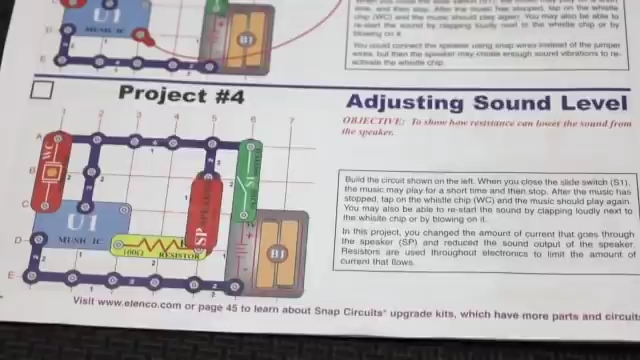 U1
MUSIC IC
B1
When you close the slide switch (S1), the music may play for a short
time, and then stop. After the music has stopped, tap on the whistle
chip (WC) and the music should play again. You may also be able to
re-start the sound by clapping loudly next to the whistle chip or by
blowing on it.
You could connect the speaker using snap wires instead of the jumper
wires, but then the speaker may create enough sound vibrations to re-
activate the whistle chip.
Project #4
Adjusting Sound Level
OBJECTIVE: To show how resistance can lower the sound from
the speaker.
1 2 3 4 5 6 7
A
B
C
D
E
WC
S1
U1
MUSIC IC
SP SPEAKER
100Ω RESISTOR
B1
Build the circuit shown on the left. When you close the slide switch (S1),
the music may play for a short time and then stop. After the music has
stopped, tap on the whistle chip (WC) and the music should play again.
You may also be able to re-start the sound by clapping loudly next to
the whistle chip or by blowing on it.
In this project, you changed the amount of current that goes through
the speaker (SP) and reduced the sound output of the speaker.
Resistors are used throughout electronics to limit the amount of
current that flows.
Visit www.elenco.com or page 45 to learn about Snap Circuits® upgrade kits, which have more parts and circuits